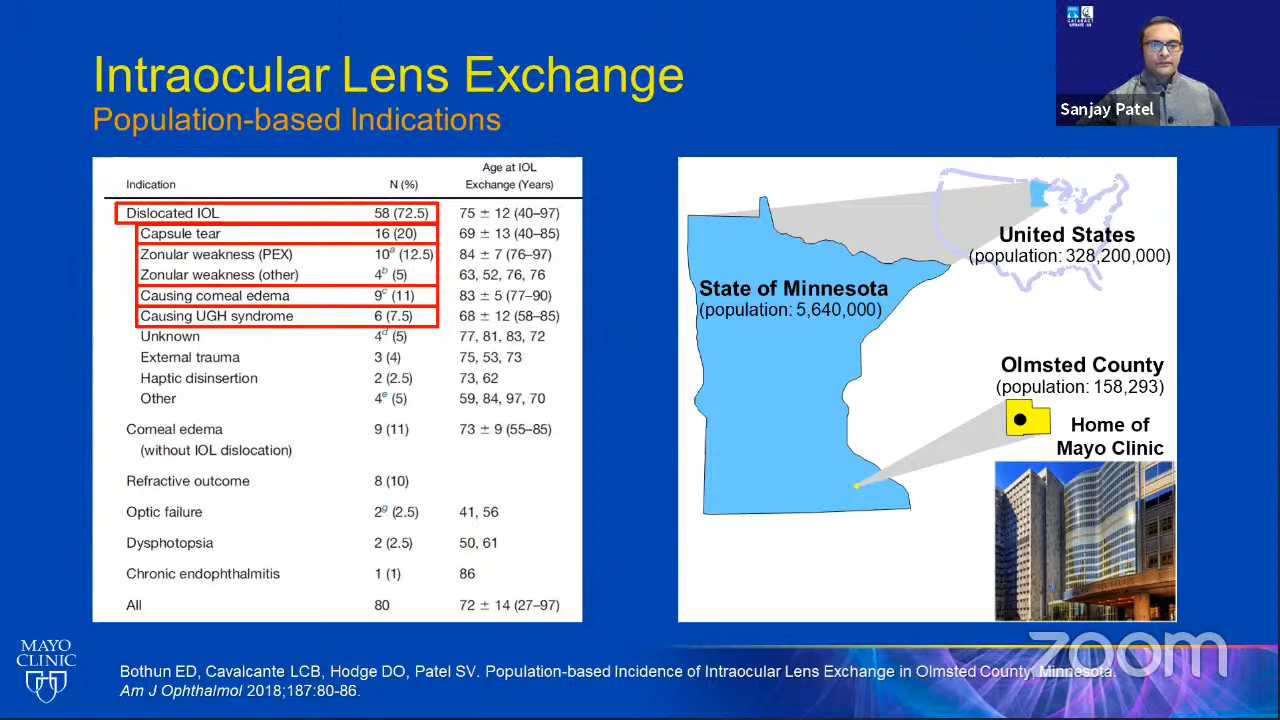 Intraocular Lens Exchange
Population-based Indications
Sanjay Patel
Indication N (%) Age at IOL Exchange (Years)
Dislocated IOL 58 (72.5) 75 ± 12 (40–97)
Capsule tear 16 (20) 69 ± 13 (40–85)
Zonular weakness (PEX) 10a (12.5) 84 ± 7 (76–97)
Zonular weakness (other) 4b (5) 63, 52, 76, 76
Causing corneal edema 9c (11) 83 ± 5 (77–90)
Causing UGH syndrome 6 (7.5) 68 ± 12 (58–85)
Unknown 4d (5) 77, 81, 83, 72
External trauma 3 (4) 75, 53, 73
Haptic disinsertion 2 (2.5) 73, 62
Other 4e (5) 59, 84, 97, 70
Corneal edema 9 (11) 73 ± 9 (55–85)
(without IOL dislocation)
Refractive outcome 8 (10)
Optic failure 2g (2.5) 41, 56
Dysphotopsia 2 (2.5) 50, 61
Chronic endophthalmitis 1 (1) 86
All 80 72 ± 14 (27–97)
United States
(population: 328,200,000)
State of Minnesota
(population: 5,640,000)
Olmsted County
(population: 158,293)
Home of
Mayo Clinic
MAYO
CLINIC
Bothun ED, Cavalcante LCB, Hodge DO, Patel SV. Population-based Incidence of Intraocular Lens Exchange in Olmsted County, Minnesota.
Am J Ophthalmol 2018;187:80-86.
zoom